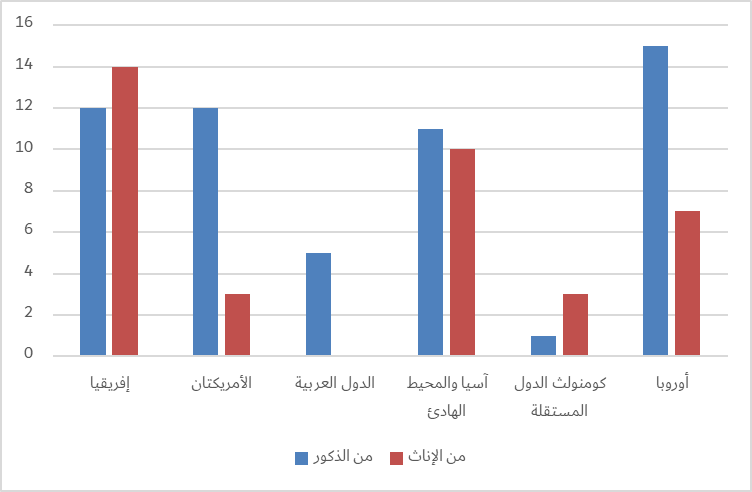 16
14
12
10
8
6
4
2
0
إفريقيا
الأمريكتان
الدول العربية
آسيا والمحيط
الهادئ
كومنولث الدول
المستقلة
أوروبا
من الذكور
من الإناث